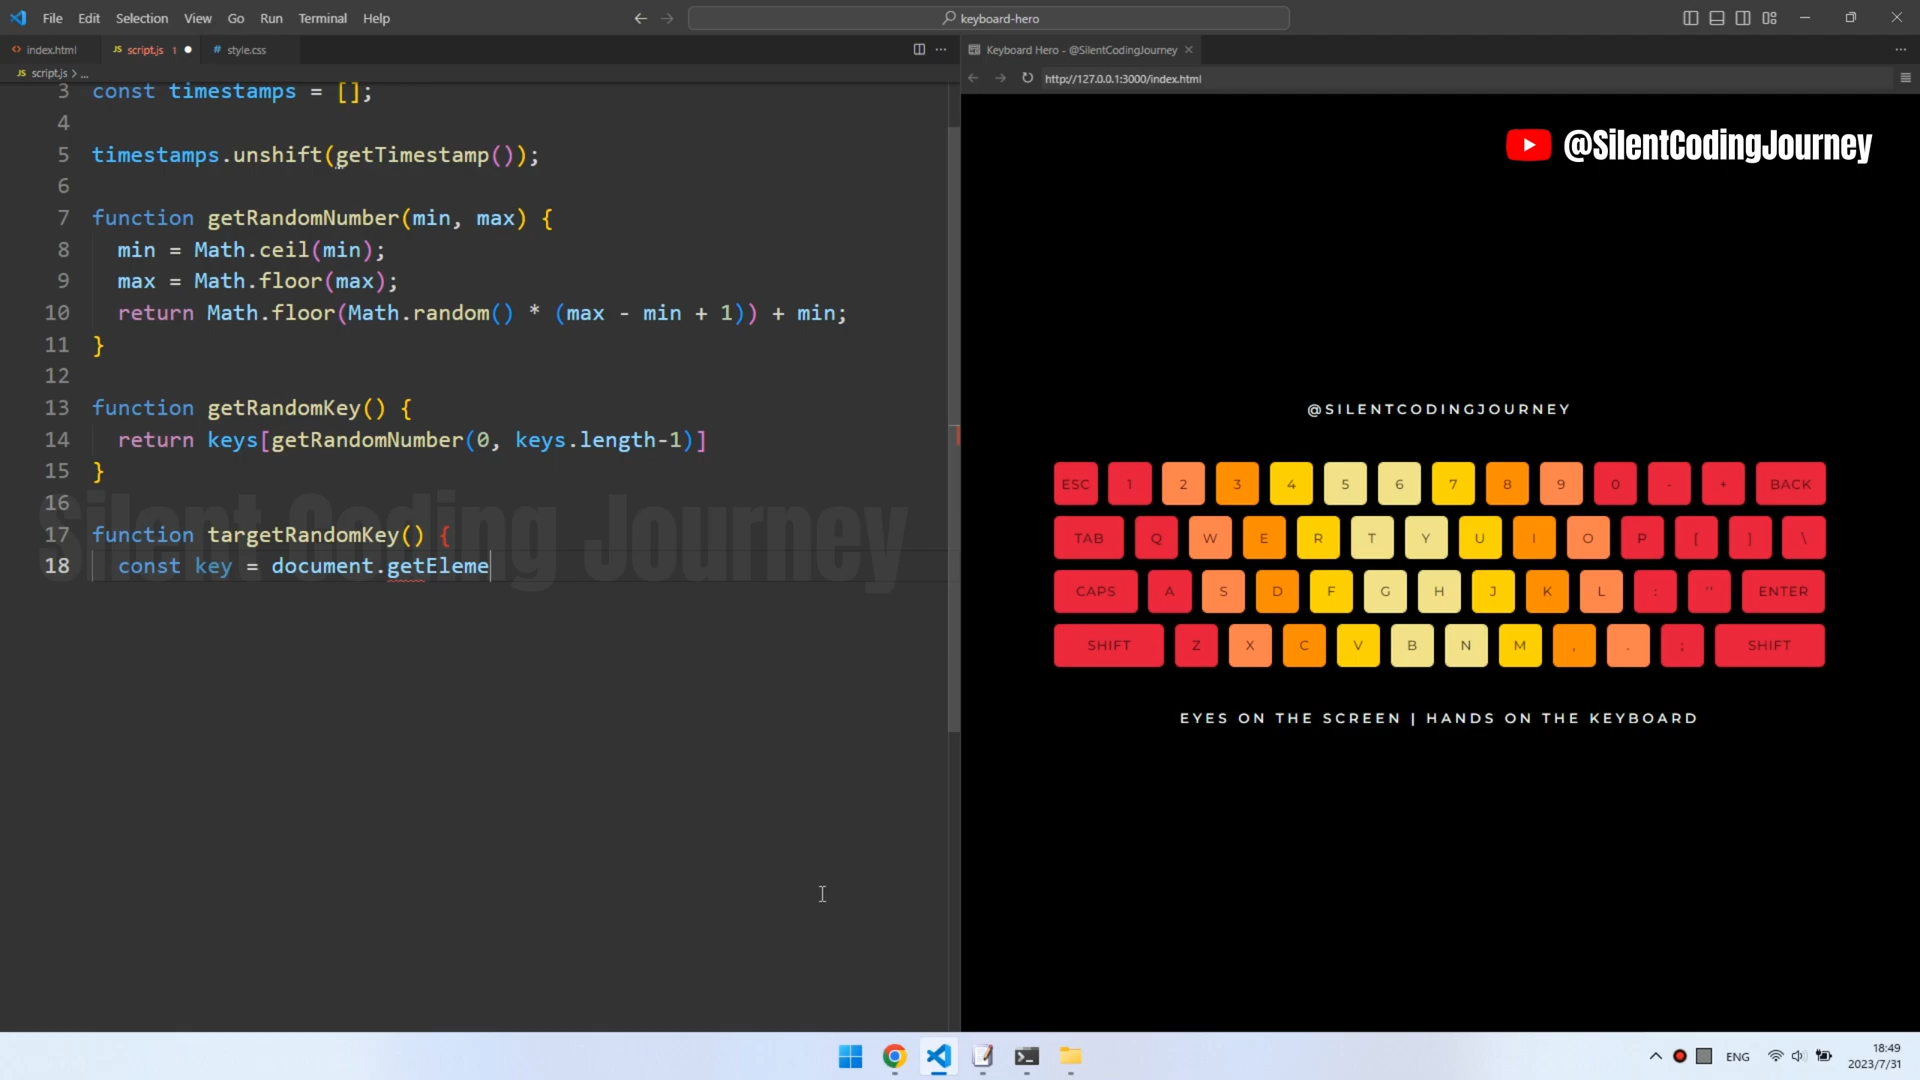 File Edit Selection View Go Run Terminal Help
keyboard-hero
index.html
JS script.js 1
# style.css
Keyboard Hero - @SilentCodingJourney
JS script.js > ...
http://127.0.0.1:3000/index.html
3 const timestamps = [];
4
5 timestamps.unshift(getTimestamp());
6
7 function getRandomNumber(min, max) {
8 min = Math.ceil(min);
9 max = Math.floor(max);
10 return Math.floor(Math.random() * (max - min + 1)) + min;
11 }
12
13 function getRandomKey() {
14 return keys[getRandomNumber(0, keys.length-1)]
15 }
16
17 function targetRandomKey() {
18 const key = document.getEleme
Silent Coding Journey
@SilentCodingJourney
@SILENTCODINGJOURNEY
ESC 1 2 3 4 5 6 7 8 9 0 - + BACK
TAB Q W E R T Y U I O P [ ] \
CAPS A S D F G H J K L : '' ENTER
SHIFT Z X C V B N M , . ; SHIFT
EYES ON THE SCREEN | HANDS ON THE KEYBOARD
ENG
18:49
2023/7/31